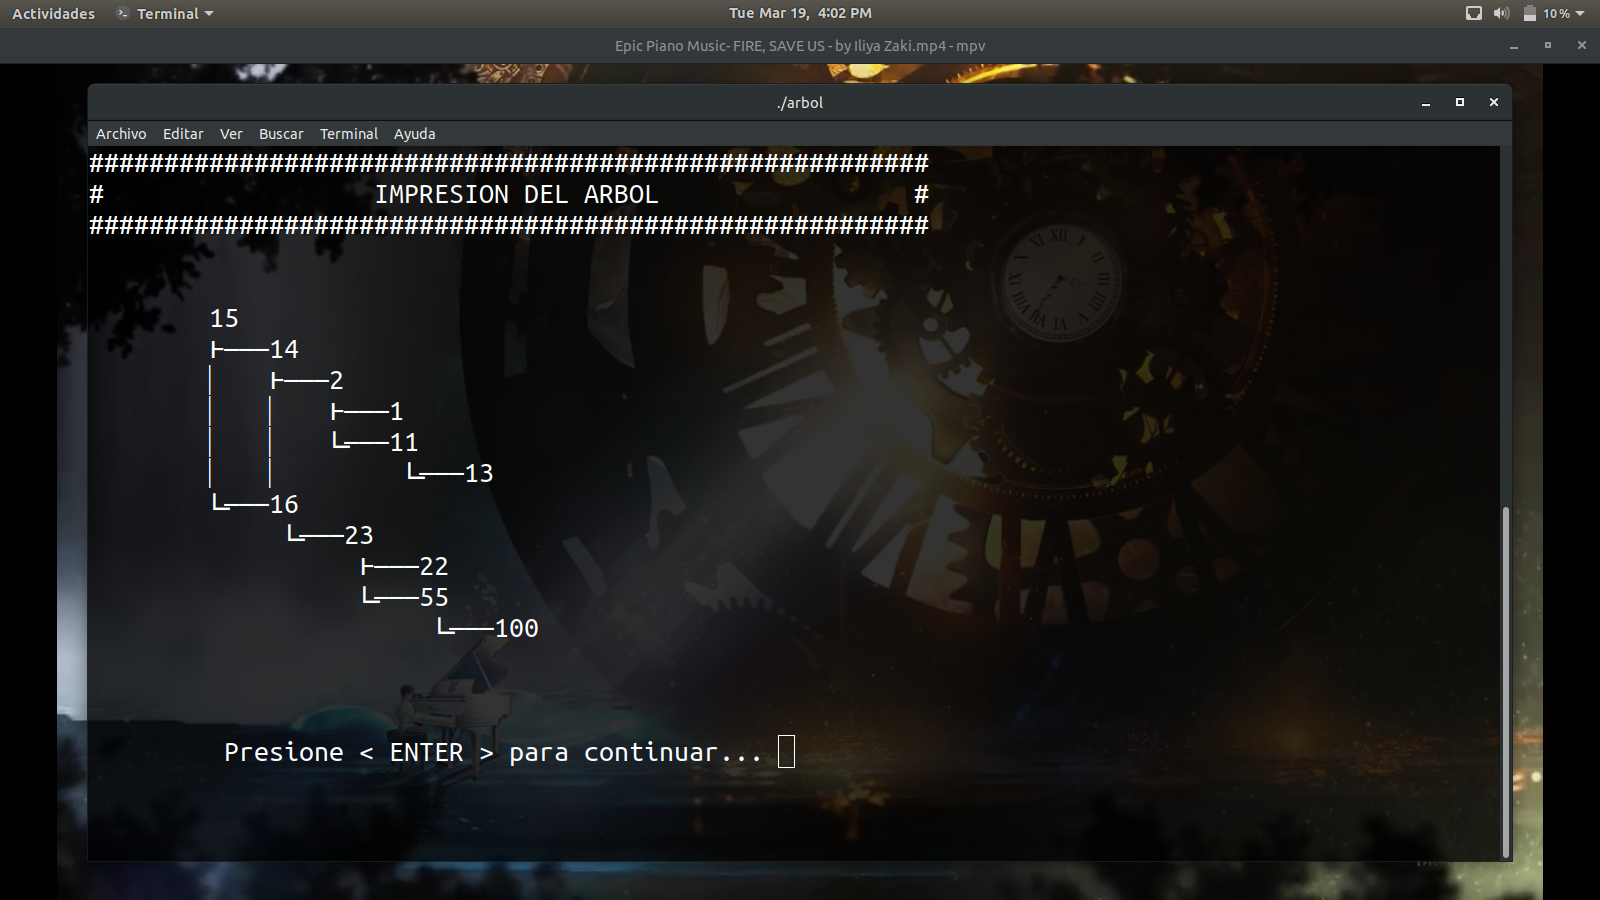 Actividades Terminal Tue Mar 19, 4:02 PM 10%
Epic Piano Music- FIRE, SAVE US - by Iliya Zaki.mp4 - mpv
./arbol
Archivo Editar Ver Buscar Terminal Ayuda
########################################################
# IMPRESION DEL ARBOL #
########################################################
15
├───14
│ ├───2
│ │ ├───1
│ │ └───11
│ │ └───13
└───16
└───23
├───22
└───55
└───100
Presione < ENTER > para continuar...